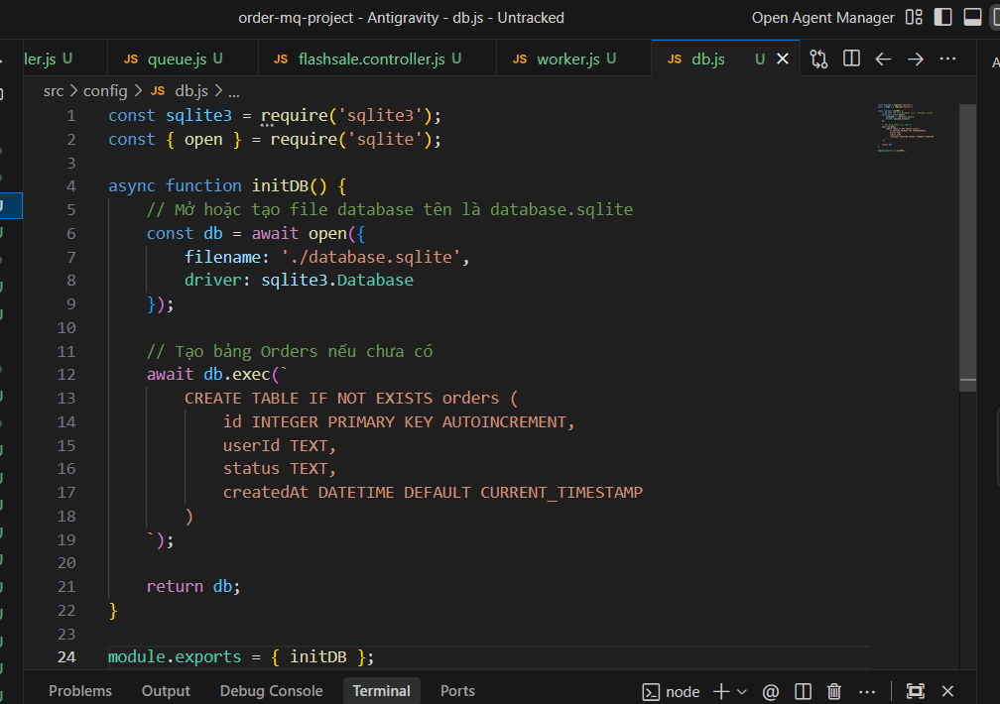 order-mq-project - Antigravity - db.js - Untracked
Open Agent Manager
ler.js U
JS queue.js U
JS flashsale.controller.js U
JS worker.js U
JS db.js U
src > config > JS db.js > ...
1 const sqlite3 = require('sqlite3');
2 const { open } = require('sqlite');
3
4 async function initDB() {
5 // Mở hoặc tạo file database tên là database.sqlite
6 const db = await open({
7 filename: './database.sqlite',
8 driver: sqlite3.Database
9 });
10
11 // Tạo bảng Orders nếu chưa có
12 await db.exec(`
13 CREATE TABLE IF NOT EXISTS orders (
14 id INTEGER PRIMARY KEY AUTOINCREMENT,
15 userId TEXT,
16 status TEXT,
17 createdAt DATETIME DEFAULT CURRENT_TIMESTAMP
18 )
19 `);
20
21 return db;
22 }
23
24 module.exports = { initDB };
Problems
Output
Debug Console
Terminal
Ports
node